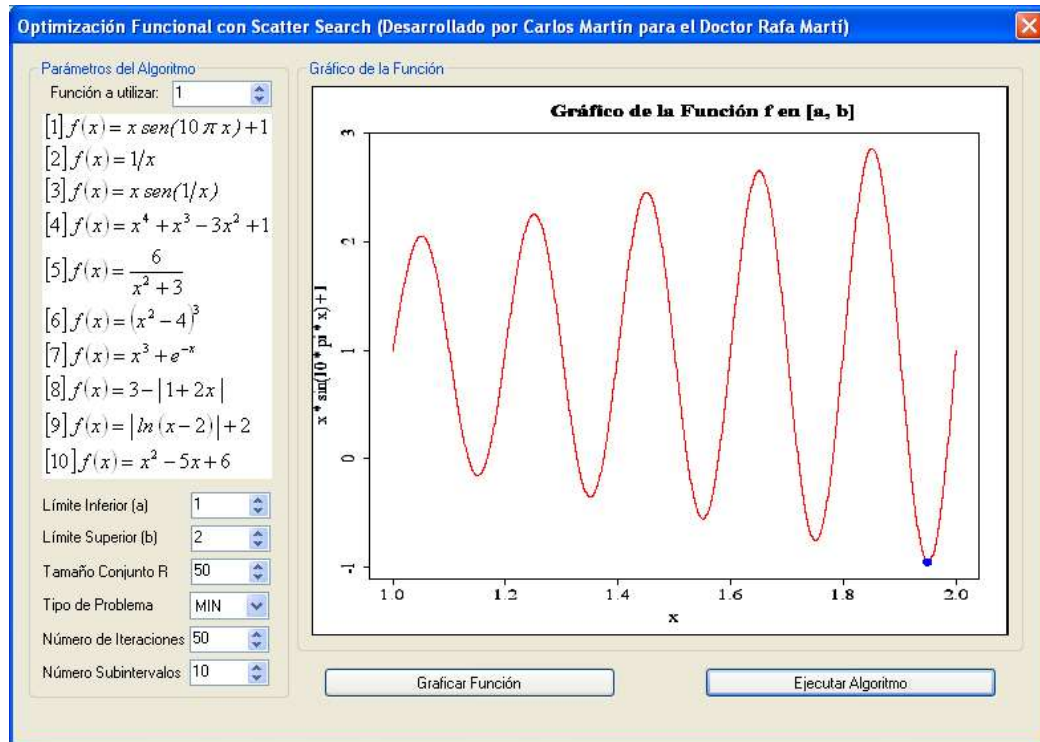 Optimización Funcional con Scatter Search (Desarrollado por Carlos Martín para el Doctor Rafa Martí)
Parámetros del Algoritmo
Función a utilizar: 1
[1] f(x) = x sen(10 π x) + 1
[2] f(x) = 1/x
[3] f(x) = x sen(1/x)
[4] f(x) = x⁴ + x³ − 3x² + 1
[5] f(x) = 6 / (x² + 3)
[6] f(x) = (x² − 4)³
[7] f(x) = x³ + e⁻ˣ
[8] f(x) = 3 − |1 + 2x|
[9] f(x) = |ln (x − 2)| + 2
[10] f(x) = x² − 5x + 6
Límite Inferior (a) 1
Límite Superior (b) 2
Tamaño Conjunto R 50
Tipo de Problema MIN
Número de Iteraciones 50
Número Subintervalos 10
Gráfico de la Función
Gráfico de la Función f en [a, b]
x * sin(10 * pi * x) + 1
3
2
1
0
-1
1.0 1.2 1.4 1.6 1.8 2.0
x
Graficar Función
Ejecutar Algoritmo